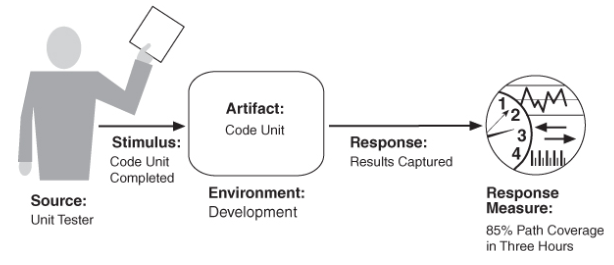 Source:
Unit Tester
Stimulus:
Code Unit
Completed
Artifact:
Code Unit
Environment:
Development
Response:
Results Captured
1
2
3
4
Response
Measure:
85% Path Coverage
in Three Hours